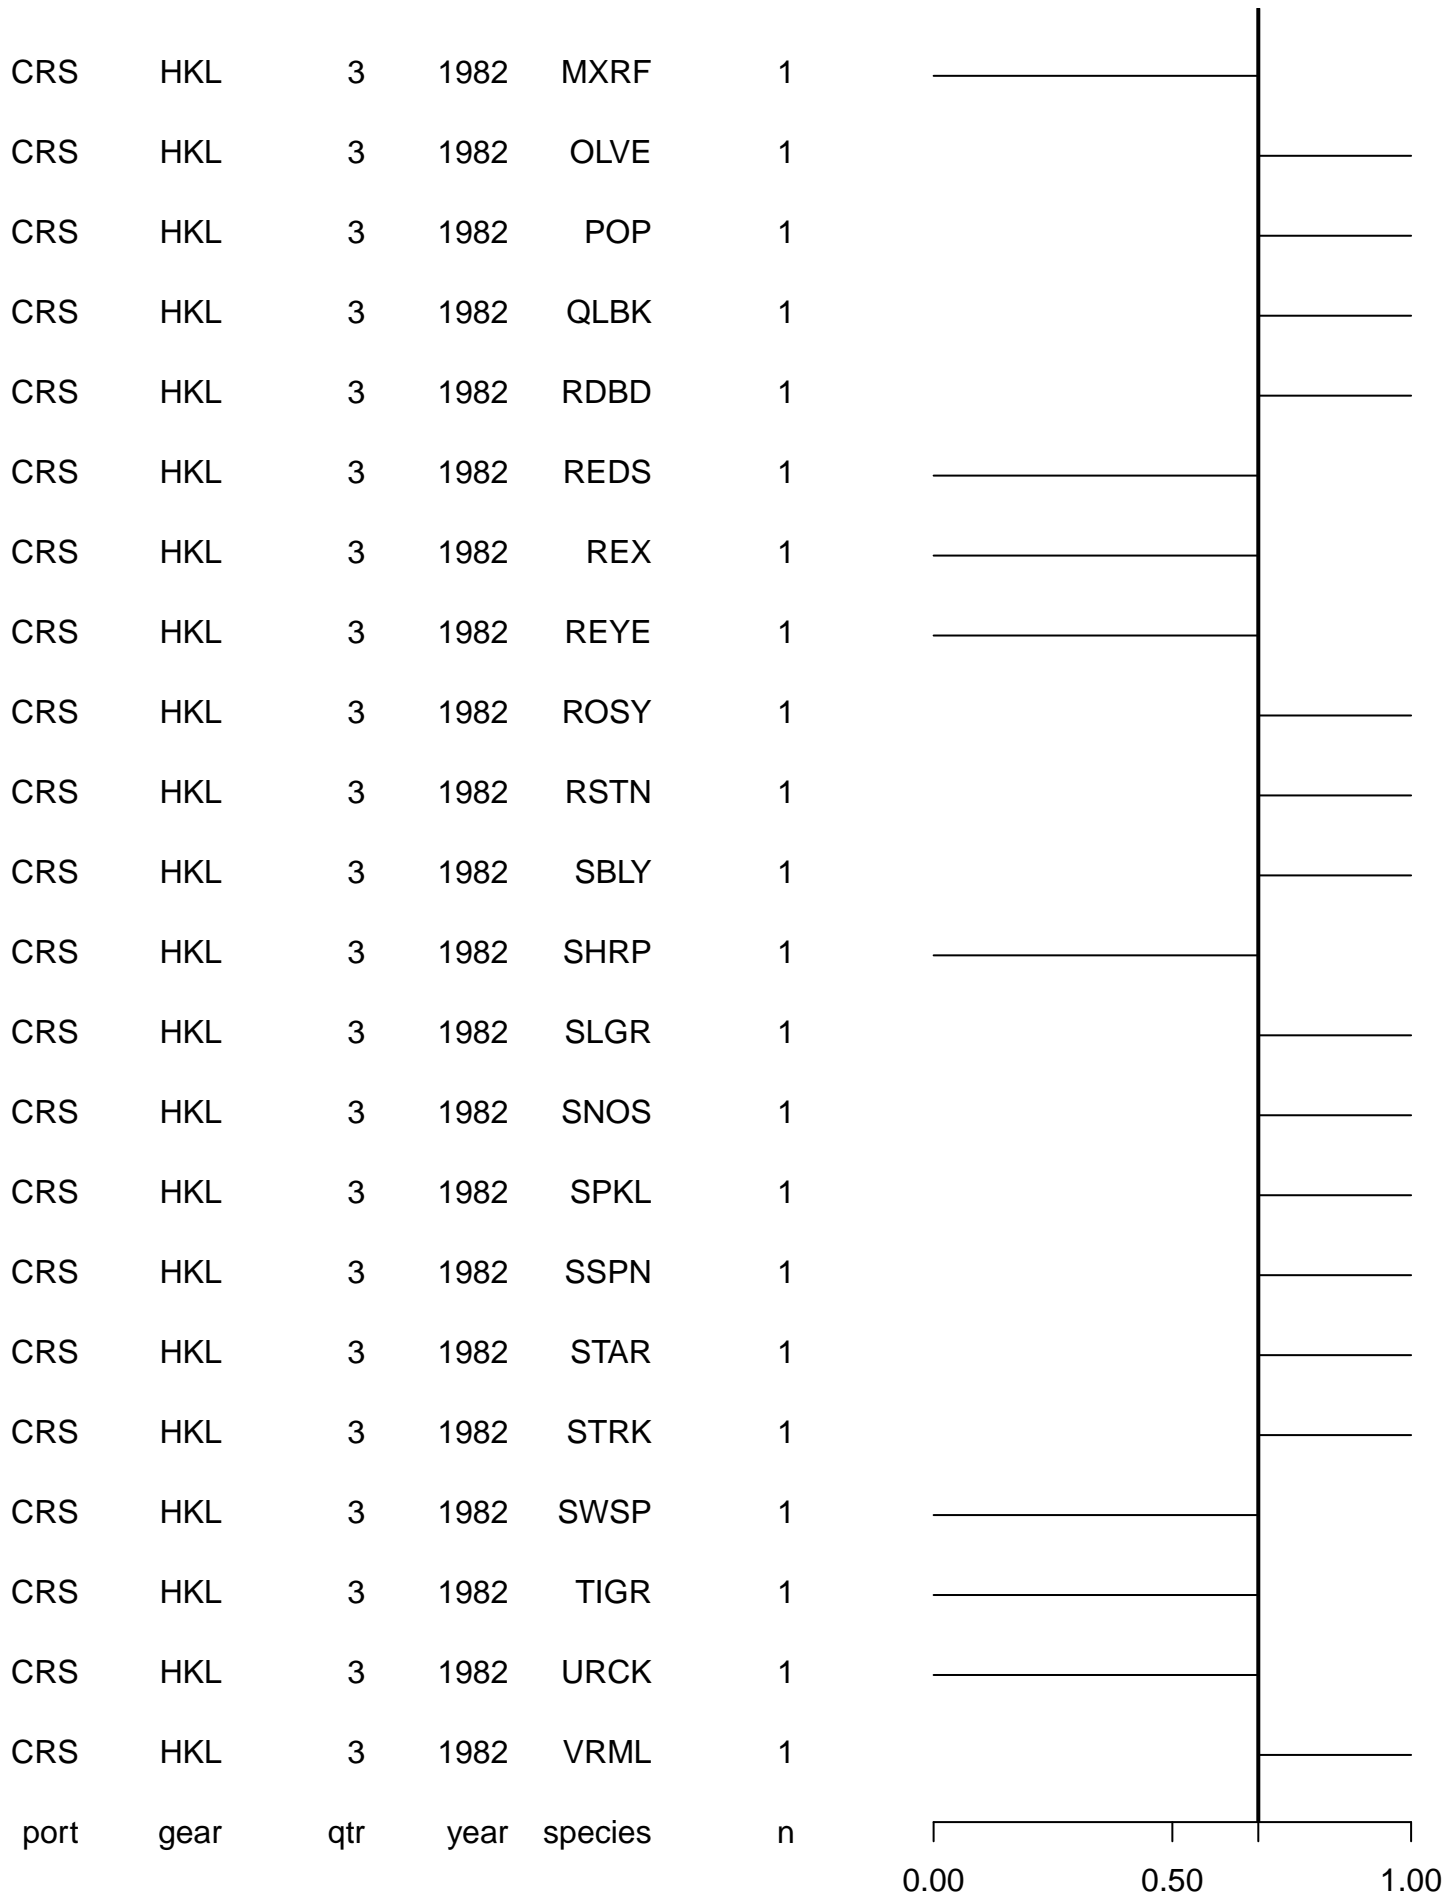 CRS HKL 3 1982 MXRF 1
CRS HKL 3 1982 OLVE 1
CRS HKL 3 1982 POP 1
CRS HKL 3 1982 QLBK 1
CRS HKL 3 1982 RDBD 1
CRS HKL 3 1982 REDS 1
CRS HKL 3 1982 REX 1
CRS HKL 3 1982 REYE 1
CRS HKL 3 1982 ROSY 1
CRS HKL 3 1982 RSTN 1
CRS HKL 3 1982 SBLY 1
CRS HKL 3 1982 SHRP 1
CRS HKL 3 1982 SLGR 1
CRS HKL 3 1982 SNOS 1
CRS HKL 3 1982 SPKL 1
CRS HKL 3 1982 SSPN 1
CRS HKL 3 1982 STAR 1
CRS HKL 3 1982 STRK 1
CRS HKL 3 1982 SWSP 1
CRS HKL 3 1982 TIGR 1
CRS HKL 3 1982 URCK 1
CRS HKL 3 1982 VRML 1
port gear qtr year species n
0.00 0.50 1.00